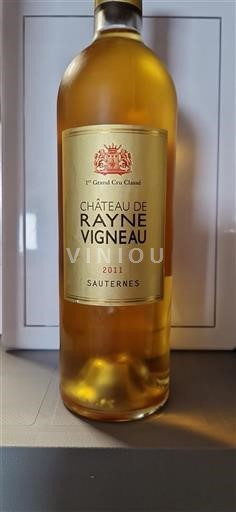 1er Grand Cru Classé
CHÂTEAU DE
RAYNE
VIGNEAU
VINIOU
2011
SAUTERNES